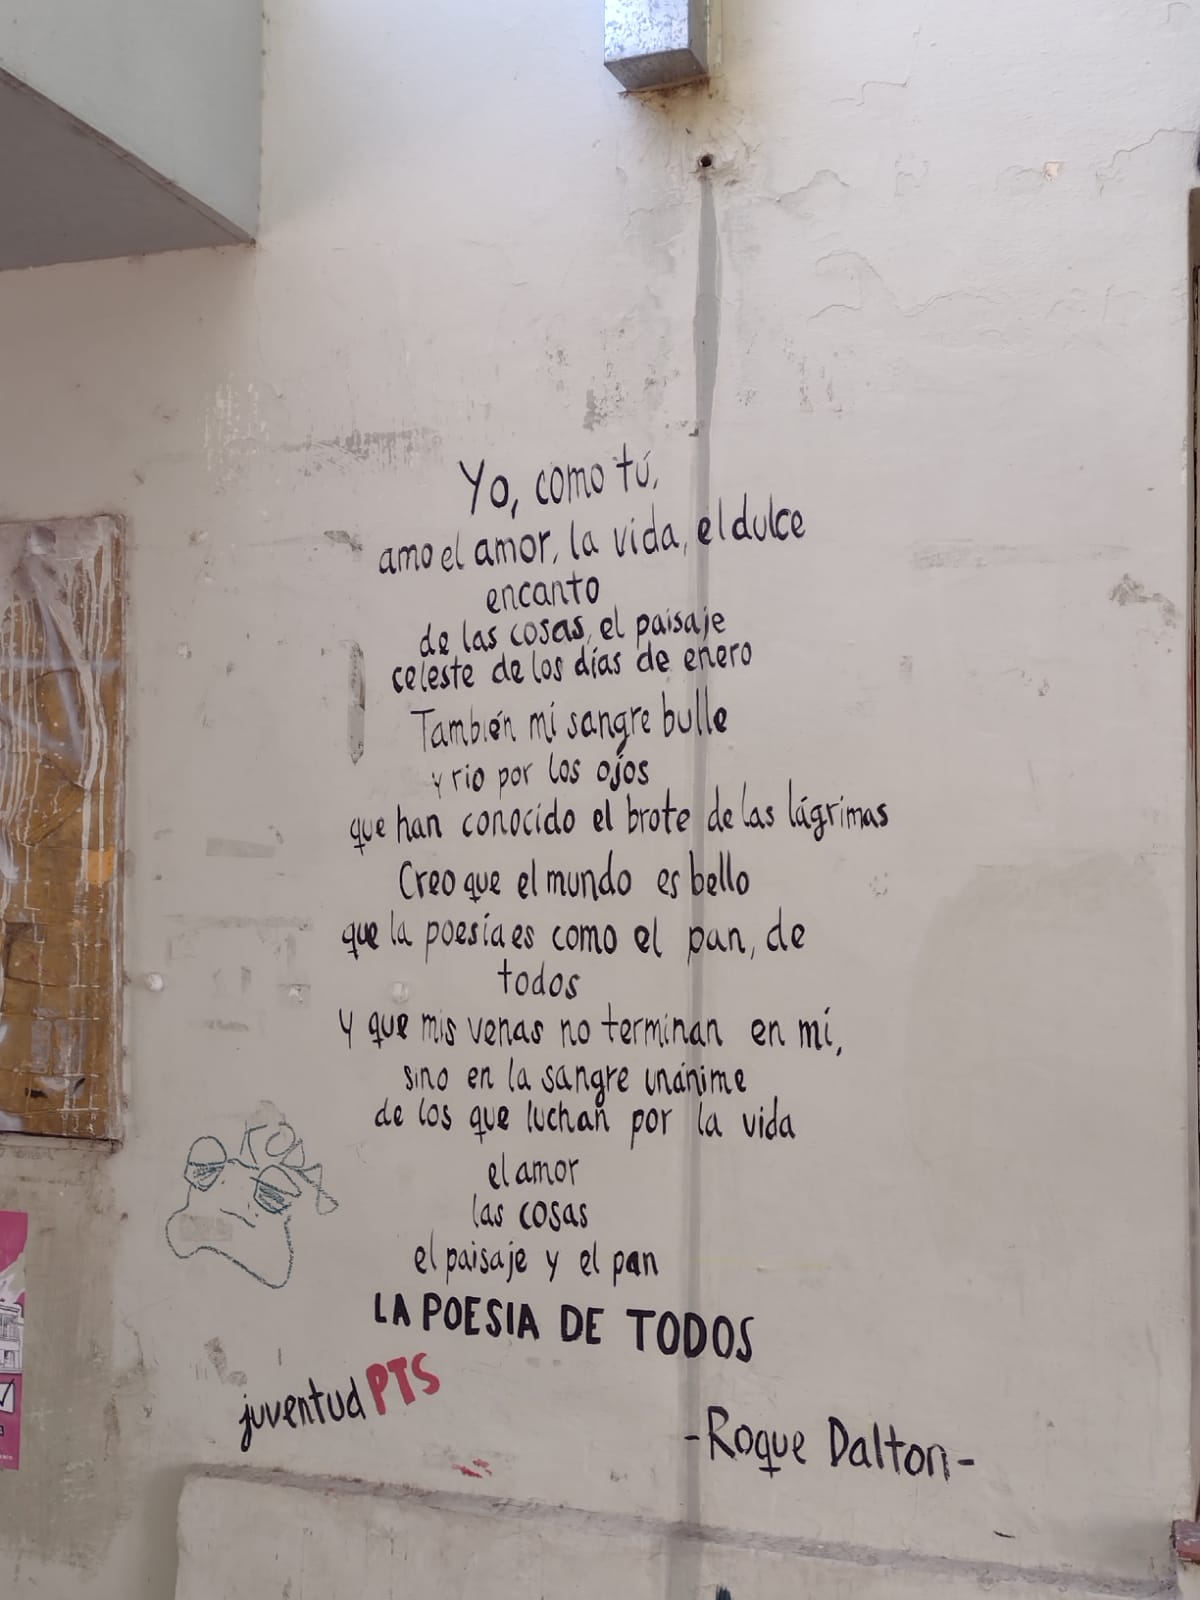 Yo, como tú,
amo el amor, la vida, el dulce
encanto
de las cosas, el paisaje
celeste de los días de enero
También mi sangre bulle
y rio por los ojos
que han conocido el brote de las lágrimas
Creo que el mundo es bello
que la poesía es como el pan, de
todos
Y que mis venas no terminan en mí,
sino en la sangre unánime
de los que luchan por la vida
el amor
las cosas
el paisaje y el pan
LA POESIA DE TODOS
juventud PTS
-Roque Dalton-